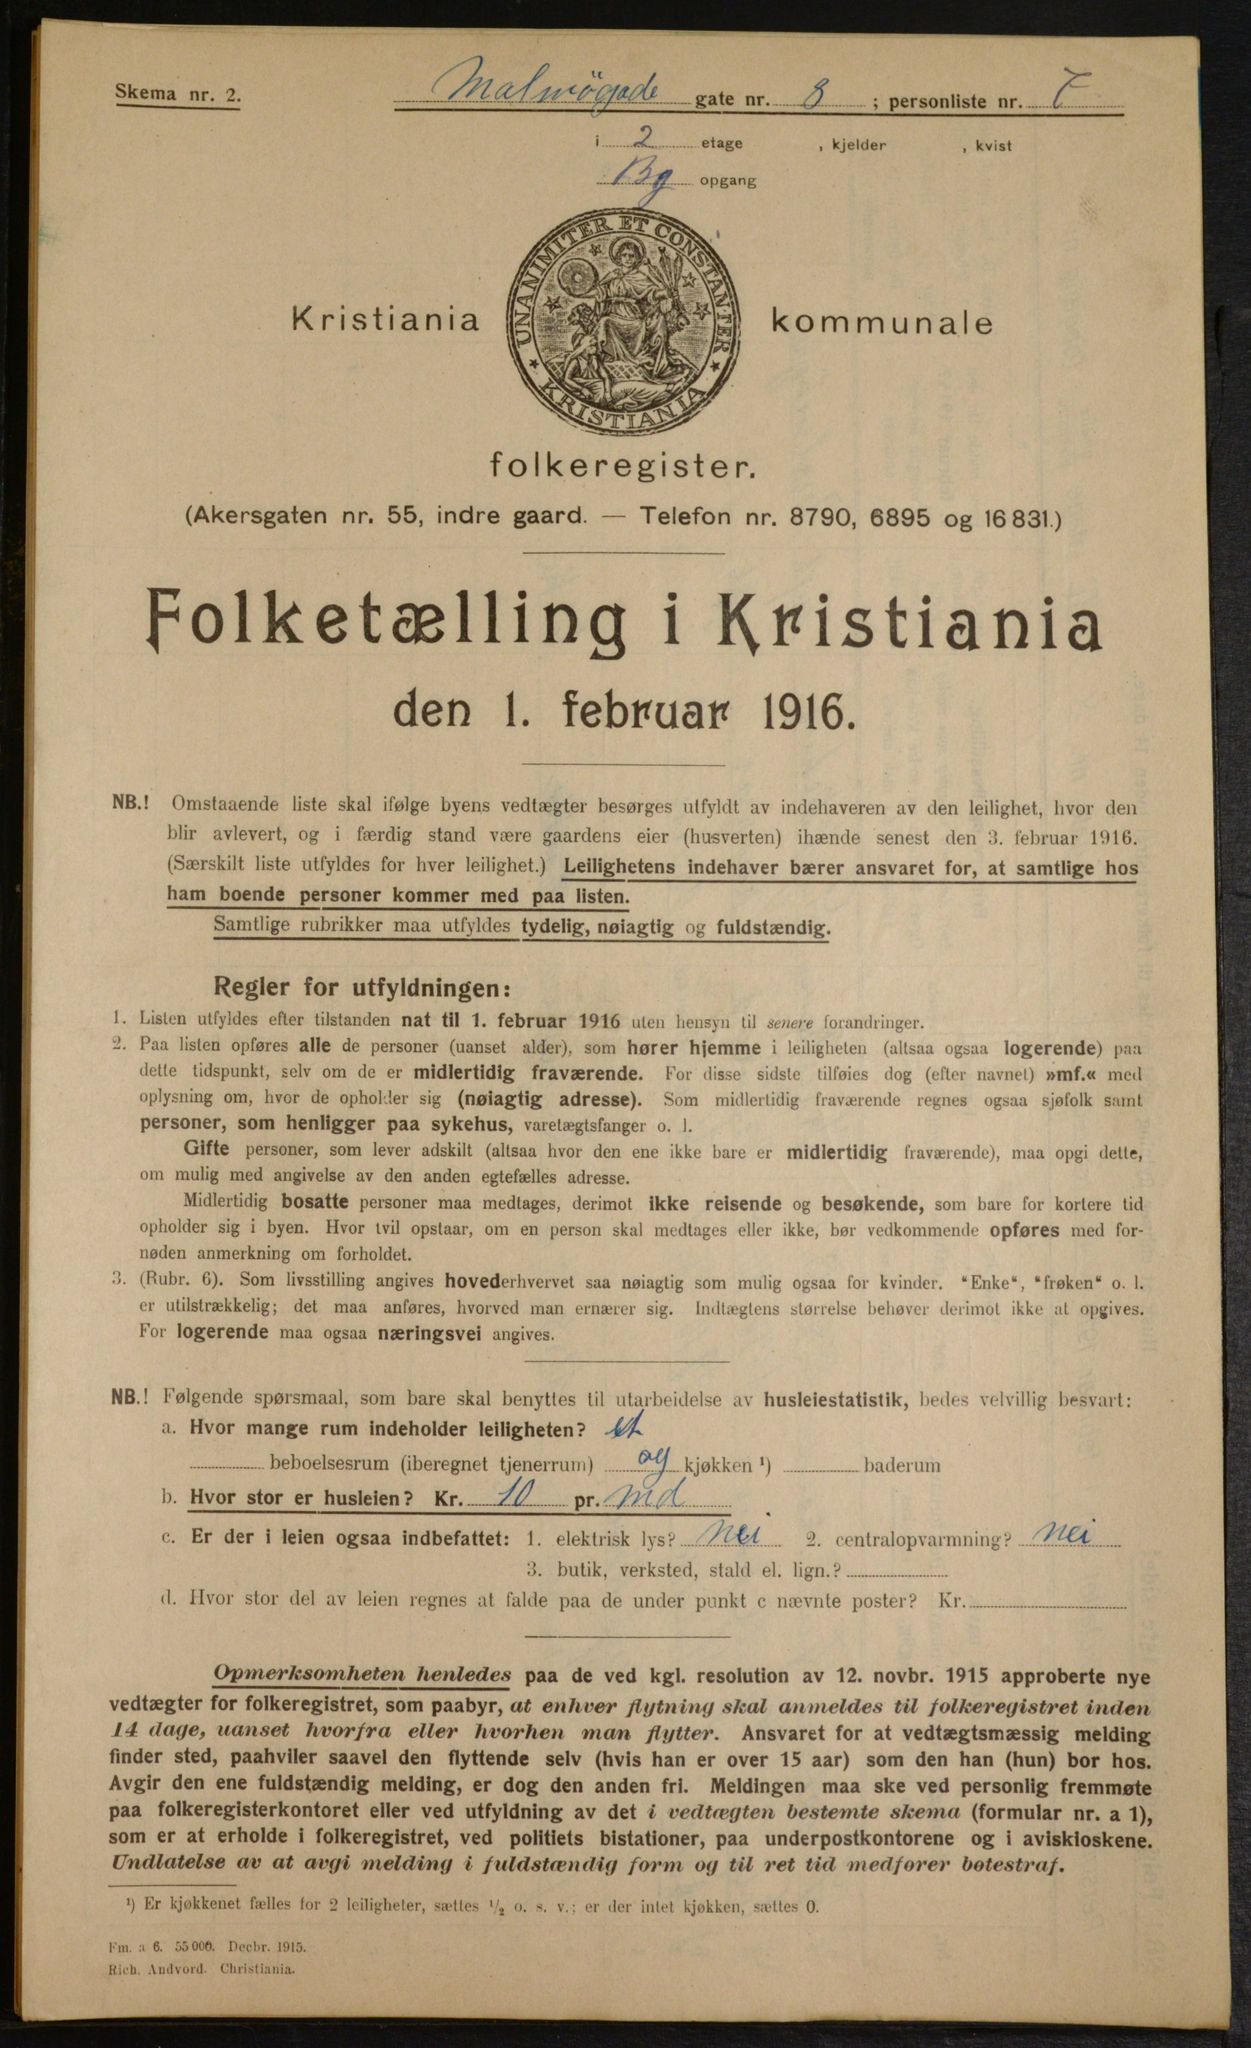 Skema nr. 2.
Malmögade gate nr. 8 ; personliste nr. 7
i 2 etage , kjelder , kvist
Bg opgang
UNANIMITER ET CONSTANTER
KRISTIANIA
Kristiania kommunale
folkeregister.
(Akersgaten nr. 55, indre gaard. — Telefon nr. 8790, 6895 og 16 831.)
Folketælling i Kristiania
den 1. februar 1916.
NB.! Omstaaende liste skal ifølge byens vedtægter besørges utfyldt av indehaveren av den leilighet, hvor den
blir avlevert, og i færdig stand være gaardens eier (husverten) ihænde senest den 3. februar 1916.
(Særskilt liste utfyldes for hver leilighet.) Leilighetens indehaver bærer ansvaret for, at samtlige hos
ham boende personer kommer med paa listen.
Samtlige rubrikker maa utfyldes tydelig, nøiagtig og fuldstændig.
Regler for utfyldningen:
1. Listen utfyldes efter tilstanden nat til 1. februar 1916 uten hensyn til senere forandringer.
2. Paa listen opføres alle de personer (uanset alder), som hører hjemme i leiligheten (altsaa ogsaa logerende) paa
dette tidspunkt, selv om de er midlertidig fraværende. For disse sidste tilføies dog (efter navnet) »mf.« med
oplysning om, hvor de opholder sig (nøiagtig adresse). Som midlertidig fraværende regnes ogsaa sjøfolk samt
personer, som henligger paa sykehus, varetægtsfanger o. l.
Gifte personer, som lever adskilt (altsaa hvor den ene ikke bare er midlertidig fraværende), maa opgi dette,
om mulig med angivelse av den anden egtefælles adresse.
Midlertidig bosatte personer maa medtages, derimot ikke reisende og besøkende, som bare for kortere tid
opholder sig i byen. Hvor tvil opstaar, om en person skal medtages eller ikke, bør vedkommende opføres med for-
nøden anmerkning om forholdet.
3. (Rubr. 6). Som livsstilling angives hovederhvervet saa nøiagtig som mulig ogsaa for kvinder. "Enke", "frøken" o. l.
er utilstrækkelig; det maa anføres, hvorved man ernærer sig. Indtægtens størrelse behøver derimot ikke at opgives.
For logerende maa ogsaa næringsvei angives.
NB.! Følgende spørsmaal, som bare skal benyttes til utarbeidelse av husleiestatistik, bedes velvillig besvart:
a. Hvor mange rum indeholder leiligheten? et
beboelsesrum (iberegnet tjenerrum) og kjøkken ¹) baderum
b. Hvor stor er husleien? Kr. 10 pr. md
c. Er der i leien ogsaa indbefattet: 1. elektrisk lys? Nei 2. centralopvarmning? Nei
3. butik, verksted, stald el. lign.?
d. Hvor stor del av leien regnes at falde paa de under punkt c nævnte poster? Kr.
Opmerksomheten henledes paa de ved kgl. resolution av 12. novbr. 1915 approberte nye
vedtægter for folkeregistret, som paabyr, at enhver flytning skal anmeldes til folkeregistret inden
14 dage, uanset hvorfra eller hvorhen man flytter. Ansvaret for at vedtægtsmæssig melding
finder sted, paahviler saavel den flyttende selv (hvis han er over 15 aar) som den han (hun) bor hos.
Avgir den ene fuldstændig melding, er dog den anden fri. Meldingen maa ske ved personlig fremmøte
paa folkeregisterkontoret eller ved utfyldning av det i vedtægten bestemte skema (formular nr. a 1),
som er at erholde i folkeregistret, ved politiets bistationer, paa underpostkontorene og i aviskioskene.
Undlatelse av at avgi melding i fuldstændig form og til ret tid medfører bøtestraf.
¹) Er kjøkkenet fælles for 2 leiligheter, sættes ½ o. s. v.; er der intet kjøkken, sættes 0.
Fm. a 6. 55 000. Decbr. 1915.
Rich. Andvord. Christiania.